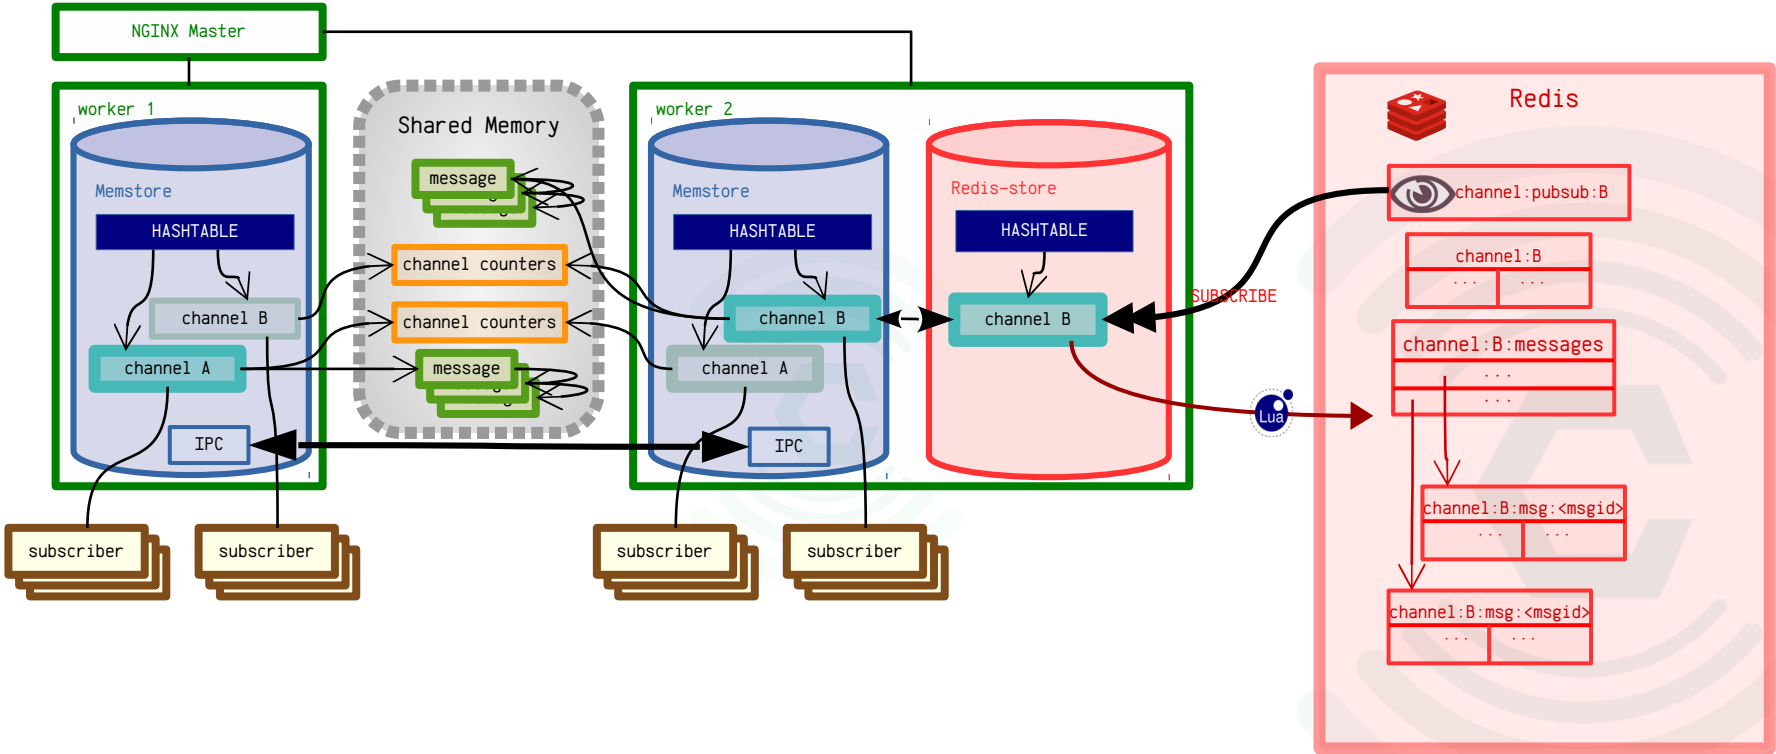 NGINX Master
worker 1
Memstore
HASHTABLE
channel B
channel A
IPC
subscriber
subscriber
Shared Memory
message
channel counters
channel counters
message
worker 2
Memstore
HASHTABLE
channel B
channel A
IPC
subscriber
subscriber
Redis-store
HASHTABLE
channel B
SUBSCRIBE
Lua
Redis
channel:pubsub:B
channel:B
... ...
channel:B:messages
...
...
channel:B:msg:<msgid>
... ...
channel:B:msg:<msgid>
... ...